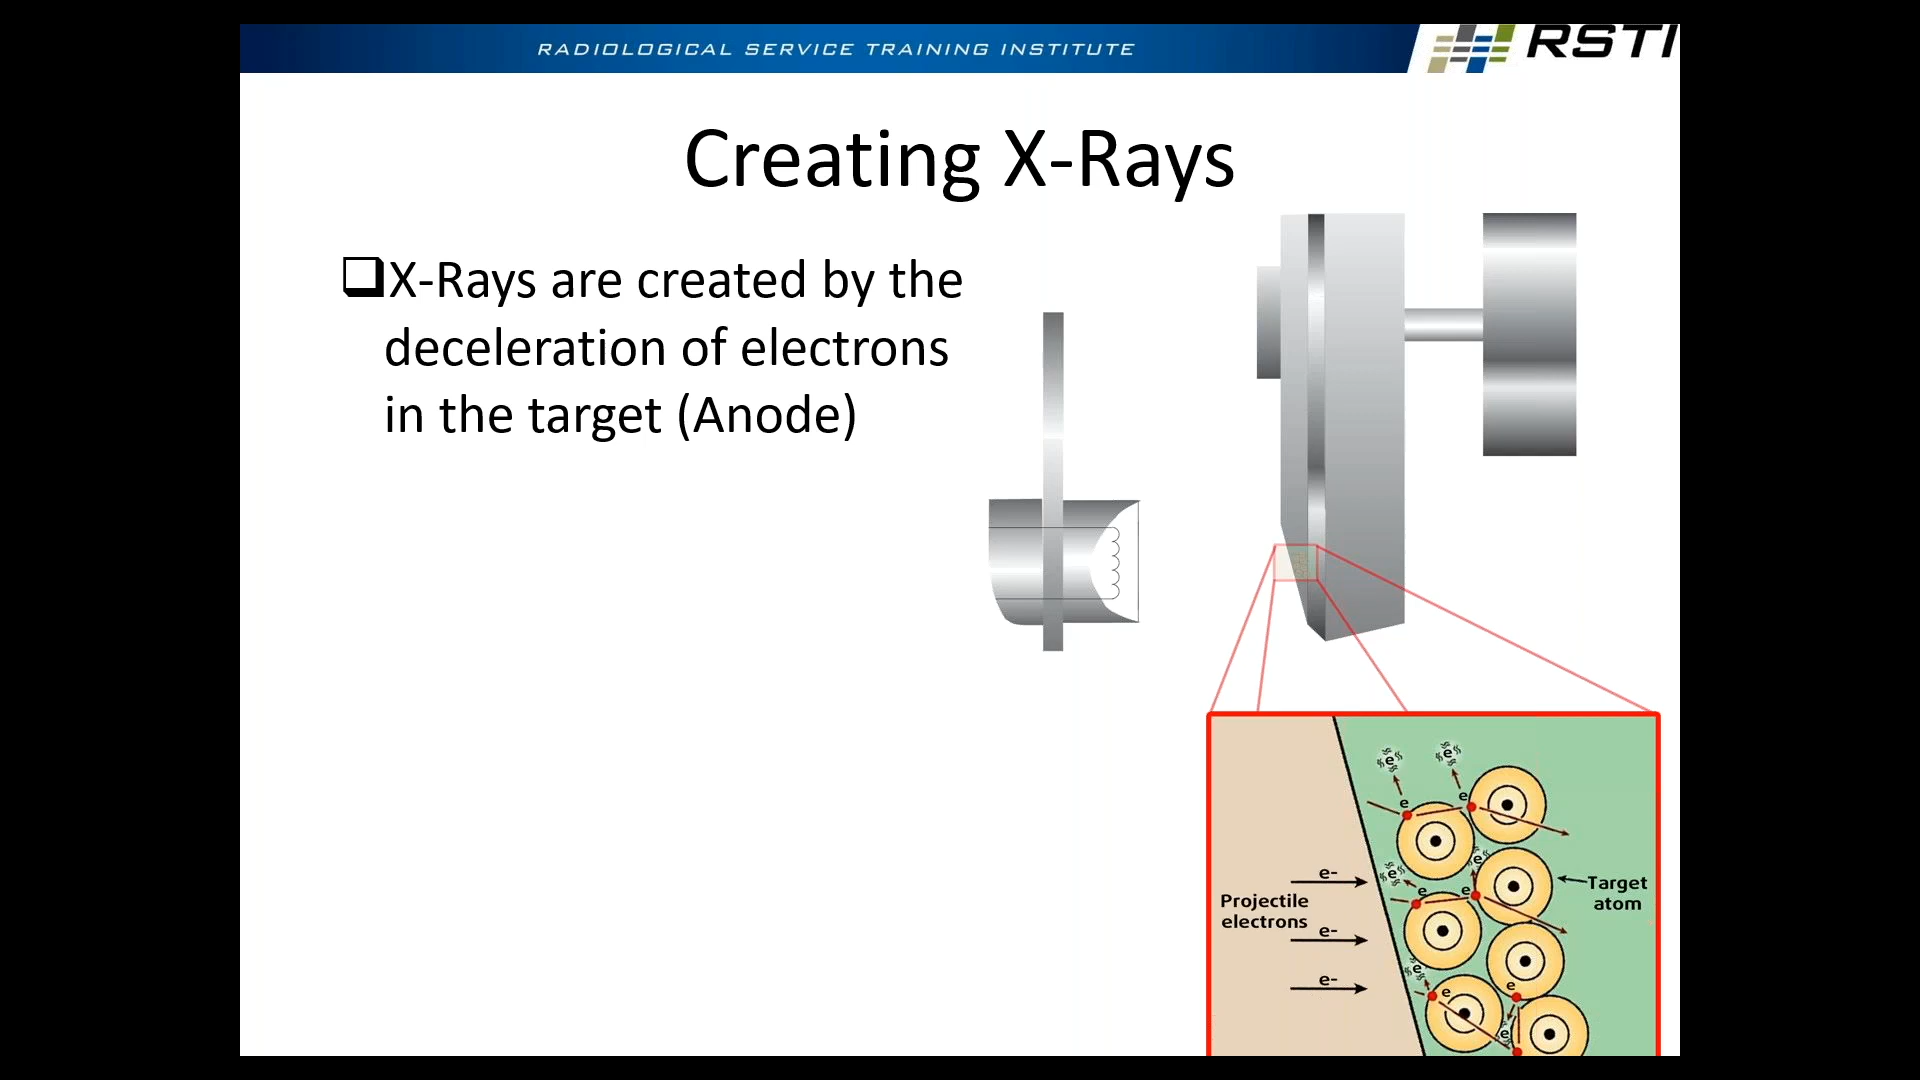 RADIOLOGICAL SERVICE TRAINING INSTITUTE
RSTI
Creating X-Rays
X-Rays are created by the
deceleration of electrons
in the target (Anode)
e
e
e
e
e-
e
e
Target
atom
e
e
Projectile
electrons
e-
e
e-
e
e
e